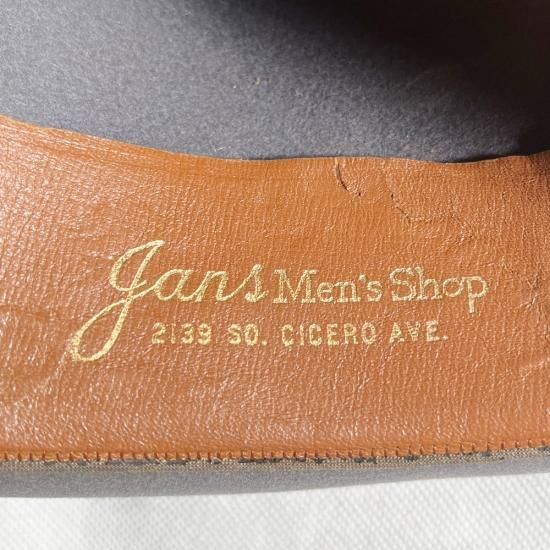 Jans Men's Shop
2139 SO. CICERO AVE.